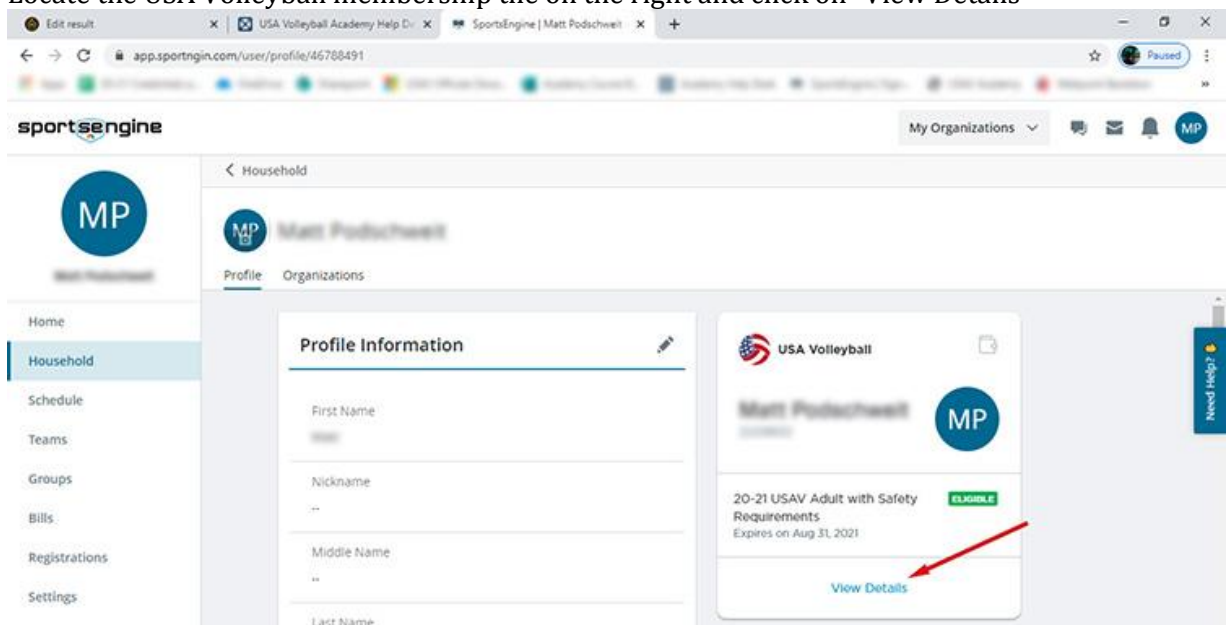 Locate the USA Volleyball membership tile on the right and click on "View Details"
Edit result
USA Volleyball Academy Help De
SportsEngine | Matt Podschweit
app.sportngin.com/user/profile/46788491
Paused
sportsengine
My Organizations
MP
MP
Household
MP
Profile Organizations
Home
Household
Schedule
Teams
Groups
Bills
Registrations
Settings
Profile Information
First Name
Nickname
--
Middle Name
--
Last Name
USA Volleyball
MP
20-21 USAV Adult with Safety
Requirements
ELIGIBLE
Expires on Aug 31, 2021
View Details
Need Help?